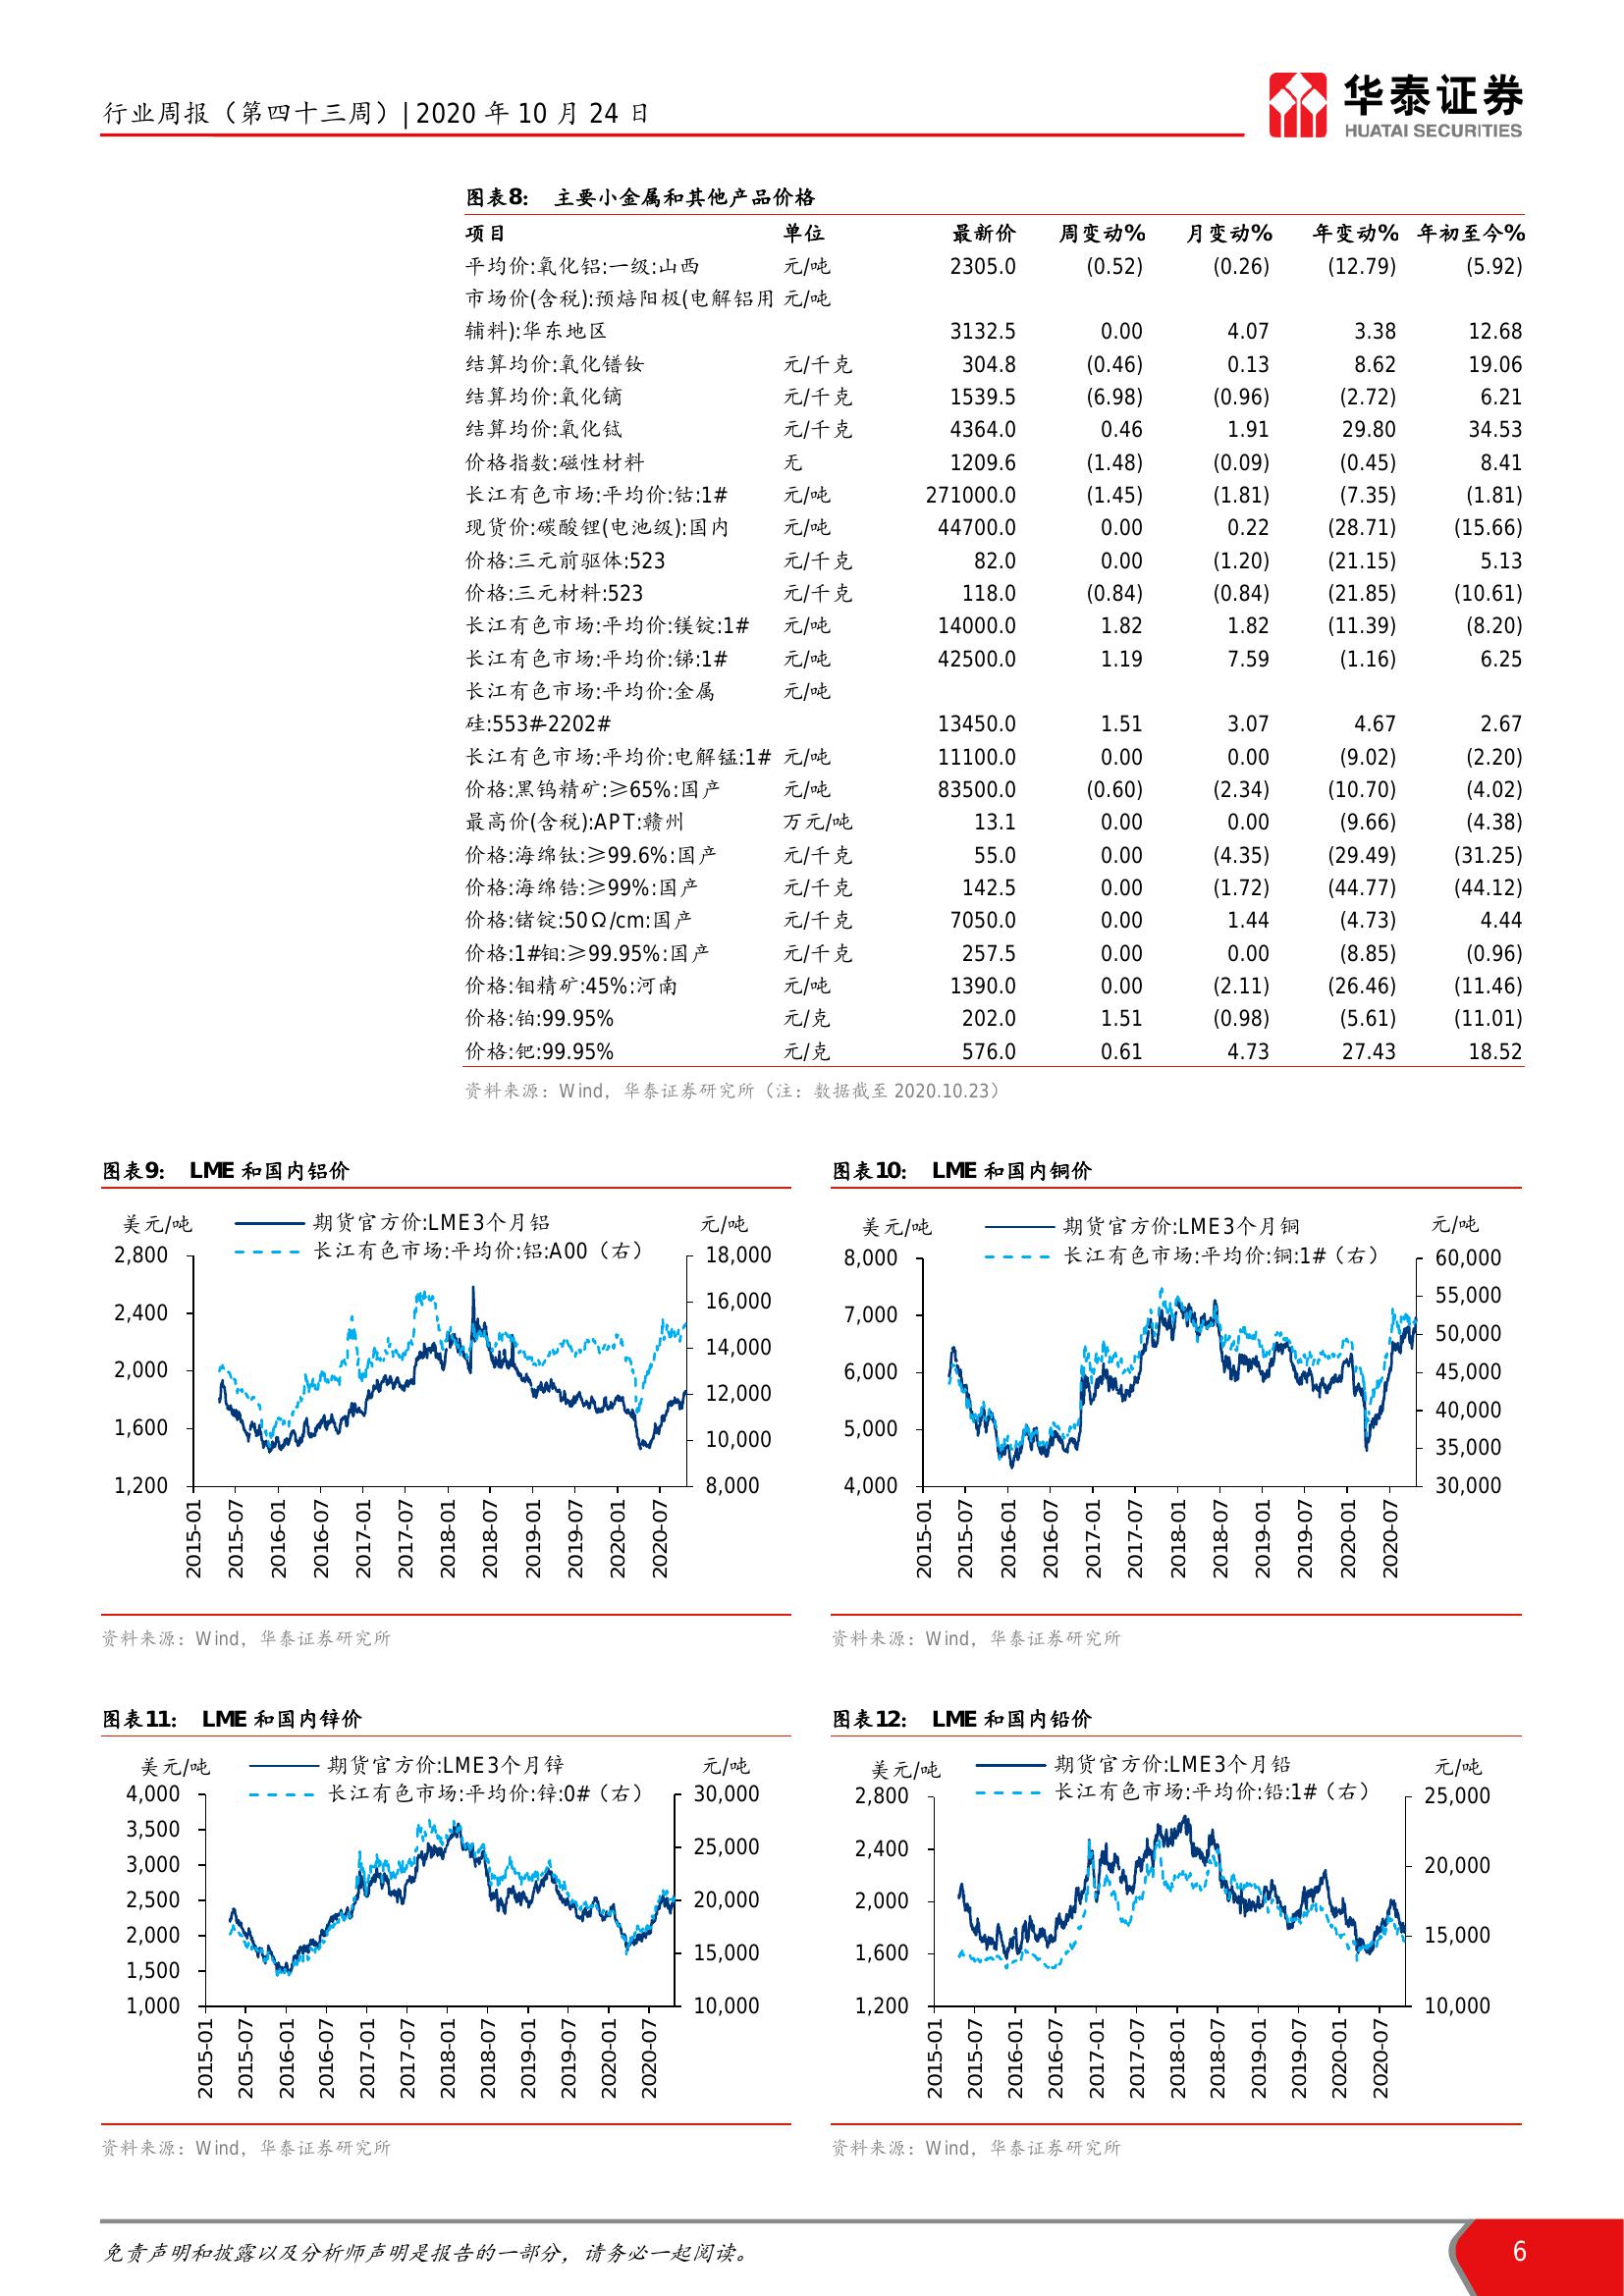 行业周报（第四十三周）| 2020 年 10 月 24 日
华泰证券
HUATAI SECURITIES
图表8： 主要小金属和其他产品价格
项目 单位 最新价 周变动% 月变动% 年变动% 年初至今%
平均价:氧化铝:一级:山西 元/吨 2305.0 (0.52) (0.26) (12.79) (5.92)
市场价(含税):预焙阳极(电解铝用 元/吨
辅料):华东地区 3132.5 0.00 4.07 3.38 12.68
结算均价:氧化镨钕 元/千克 304.8 (0.46) 0.13 8.62 19.06
结算均价:氧化镝 元/千克 1539.5 (6.98) (0.96) (2.72) 6.21
结算均价:氧化铽 元/千克 4364.0 0.46 1.91 29.80 34.53
价格指数:磁性材料 无 1209.6 (1.48) (0.09) (0.45) 8.41
长江有色市场:平均价:钴:1# 元/吨 271000.0 (1.45) (1.81) (7.35) (1.81)
现货价:碳酸锂(电池级):国内 元/吨 44700.0 0.00 0.22 (28.71) (15.66)
价格:三元前驱体:523 元/千克 82.0 0.00 (1.20) (21.15) 5.13
价格:三元材料:523 元/千克 118.0 (0.84) (0.84) (21.85) (10.61)
长江有色市场:平均价:镁锭:1# 元/吨 14000.0 1.82 1.82 (11.39) (8.20)
长江有色市场:平均价:锑:1# 元/吨 42500.0 1.19 7.59 (1.16) 6.25
长江有色市场:平均价:金属 元/吨
硅:553#-2202# 13450.0 1.51 3.07 4.67 2.67
长江有色市场:平均价:电解锰:1# 元/吨 11100.0 0.00 0.00 (9.02) (2.20)
价格:黑钨精矿:≥65%:国产 元/吨 83500.0 (0.60) (2.34) (10.70) (4.02)
最高价(含税):APT:赣州 万元/吨 13.1 0.00 0.00 (9.66) (4.38)
价格:海绵钛:≥99.6%:国产 元/千克 55.0 0.00 (4.35) (29.49) (31.25)
价格:海绵锆:≥99%:国产 元/千克 142.5 0.00 (1.72) (44.77) (44.12)
价格:锗锭:50Ω/cm:国产 元/千克 7050.0 0.00 1.44 (4.73) 4.44
价格:1#钼:≥99.95%:国产 元/千克 257.5 0.00 0.00 (8.85) (0.96)
价格:钼精矿:45%:河南 元/吨 1390.0 0.00 (2.11) (26.46) (11.46)
价格:铂:99.95% 元/克 202.0 1.51 (0.98) (5.61) (11.01)
价格:钯:99.95% 元/克 576.0 0.61 4.73 27.43 18.52
资料来源：Wind，华泰证券研究所（注：数据截至 2020.10.23）
图表9： LME 和国内铝价
美元/吨 元/吨
期货官方价:LME3个月铝
长江有色市场:平均价:铝:A00（右）
2,800
2,400
2,000
1,600
1,200
18,000
16,000
14,000
12,000
10,000
8,000
2015-01 2015-07 2016-01 2016-07 2017-01 2017-07 2018-01 2018-07 2019-01 2019-07 2020-01 2020-07
资料来源：Wind，华泰证券研究所
图表10： LME 和国内铜价
美元/吨 元/吨
期货官方价:LME3个月铜
长江有色市场:平均价:铜:1#（右）
8,000
7,000
6,000
5,000
4,000
60,000
55,000
50,000
45,000
40,000
35,000
30,000
2015-01 2015-07 2016-01 2016-07 2017-01 2017-07 2018-01 2018-07 2019-01 2019-07 2020-01 2020-07
资料来源：Wind，华泰证券研究所
图表11： LME 和国内锌价
美元/吨 元/吨
期货官方价:LME3个月锌
长江有色市场:平均价:锌:0#（右）
4,000
3,500
3,000
2,500
2,000
1,500
1,000
30,000
25,000
20,000
15,000
10,000
2015-01 2015-07 2016-01 2016-07 2017-01 2017-07 2018-01 2018-07 2019-01 2019-07 2020-01 2020-07
资料来源：Wind，华泰证券研究所
图表12： LME 和国内铅价
美元/吨 元/吨
期货官方价:LME3个月铅
长江有色市场:平均价:铅:1#（右）
2,800
2,400
2,000
1,600
1,200
25,000
20,000
15,000
10,000
2015-01 2015-07 2016-01 2016-07 2017-01 2017-07 2018-01 2018-07 2019-01 2019-07 2020-01 2020-07
资料来源：Wind，华泰证券研究所
免责声明和披露以及分析师声明是报告的一部分，请务必一起阅读。
6